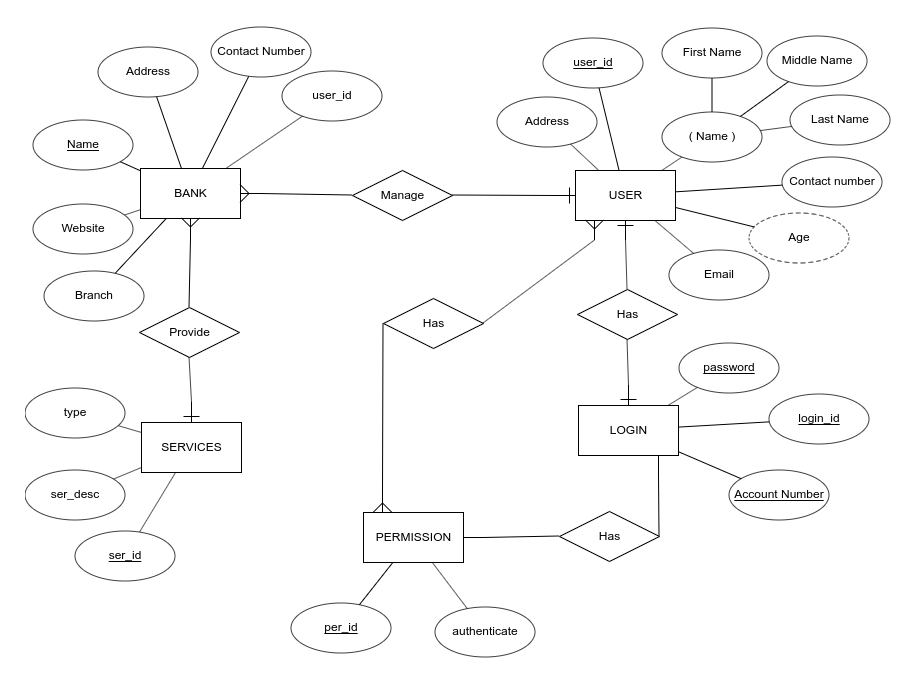 Contact Number
First Name
Middle Name
Address
user_id
user_id
Address
Last Name
( Name )
Name
Contact number
BANK
Manage
USER
Website
Age
Email
Branch
Has
Has
Provide
password
type
login_id
LOGIN
SERVICES
ser_desc
Account Number
PERMISSION
Has
ser_id
per_id
authenticate